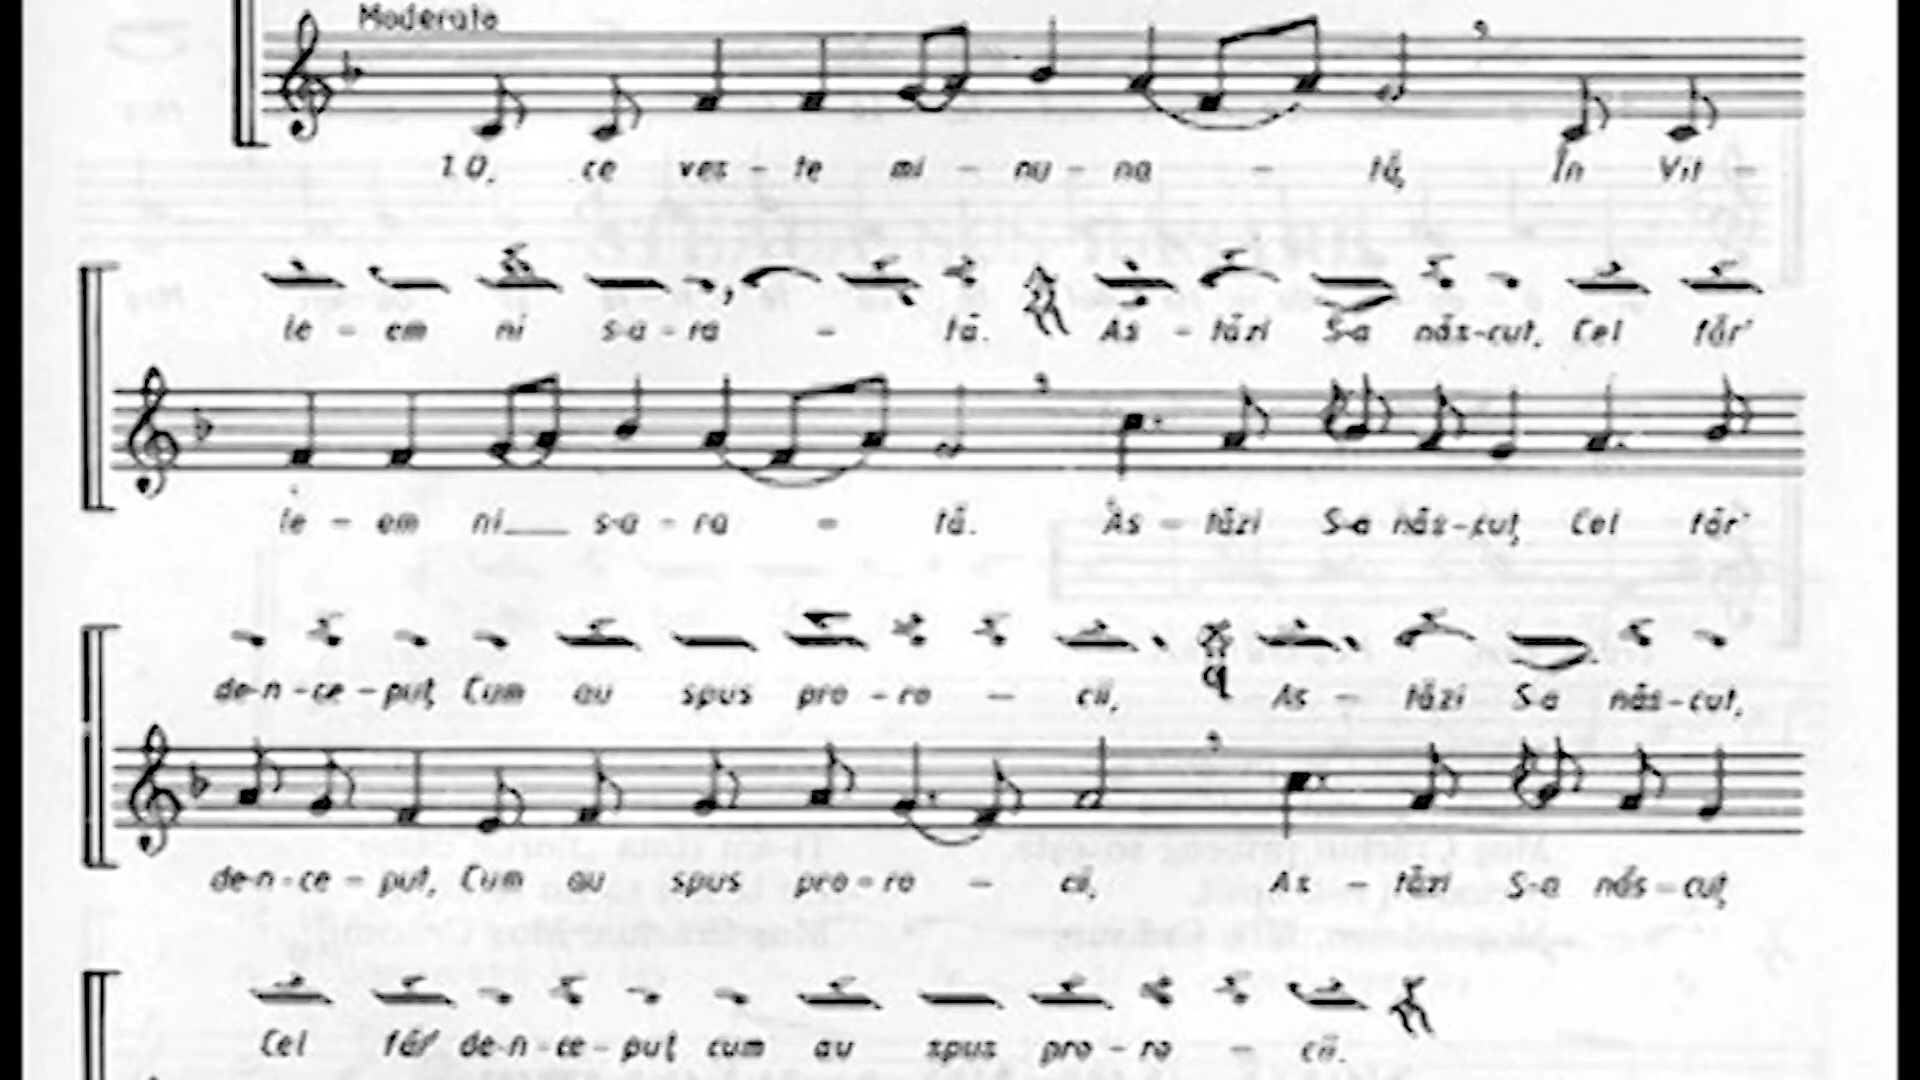 Moderato
1.O, ce ves - te mi - nu - na - tă, În Vit -
le - em ni s-a - ra - tă. As - tăzi S-a năs-cut, Cel făr'
le - em ni___ s-a - ra - tă. As - tăzi S-a năs-cut, Cel făr'
de-n-ce-put, Cum au spus pro - ro - cii, As - tăzi S-a năs-cut,
de-n-ce - put, Cum au spus pro-ro - cii, As - tăzi S-a năs-cut,
Cel făr' de-n-ce-put cum au spus pro - ro - cii.